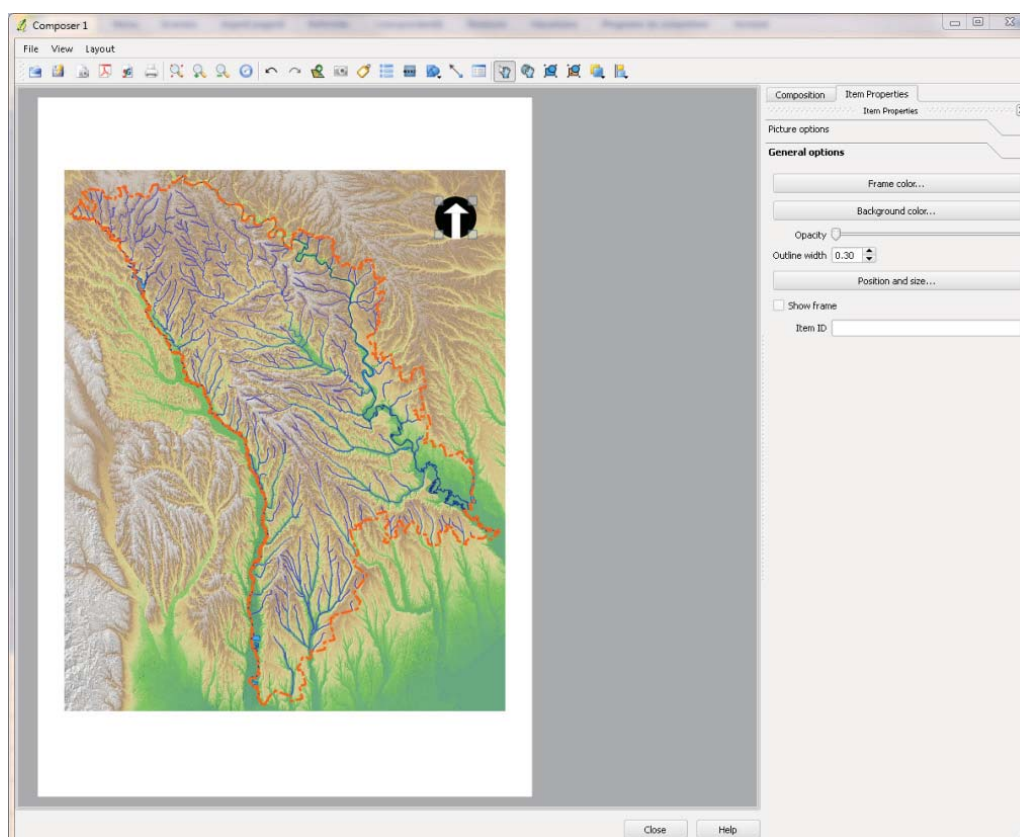 Composer 1
File View Layout
Composition Item Properties
Item Properties
Picture options
General options
Frame color...
Background color...
Opacity
Outline width 0.30
Position and size...
Show frame
Item ID
Close Help